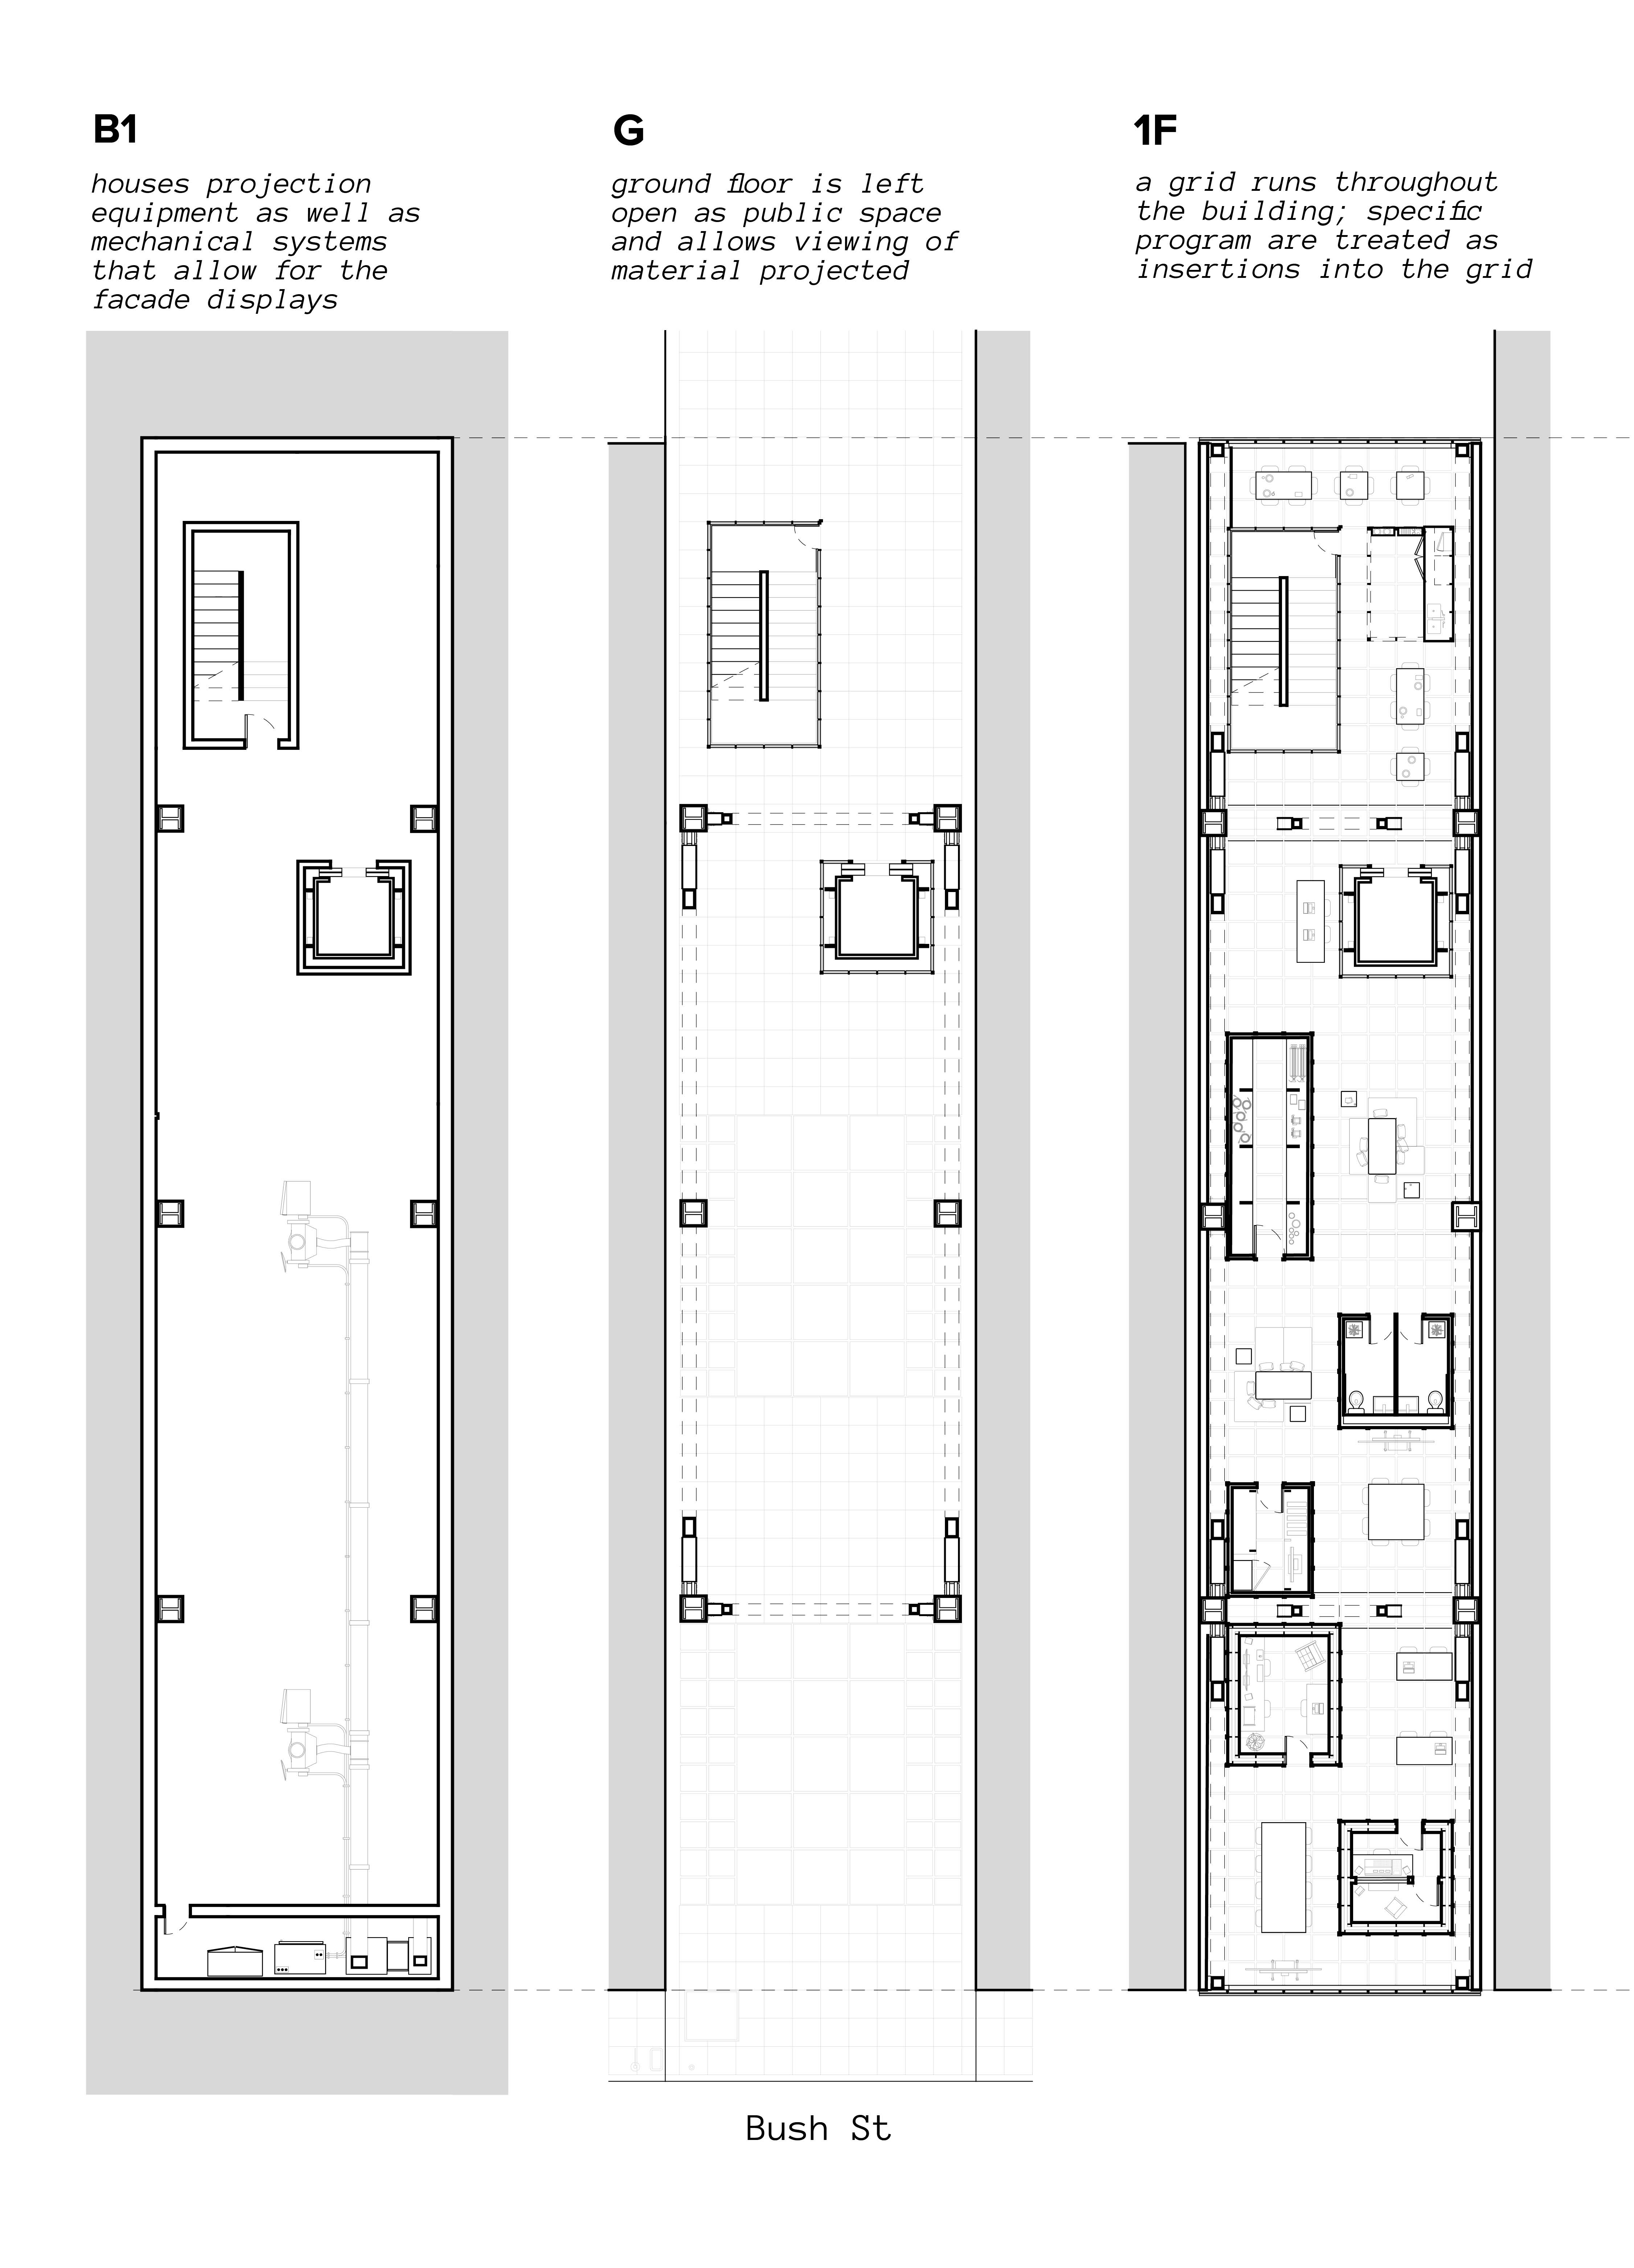 B1
houses projection
equipment as well as
mechanical systems
that allow for the
facade displays
G
ground floor is left
open as public space
and allows viewing of
material projected
1F
a grid runs throughout
the building; specific
program are treated as
insertions into the grid
Bush St